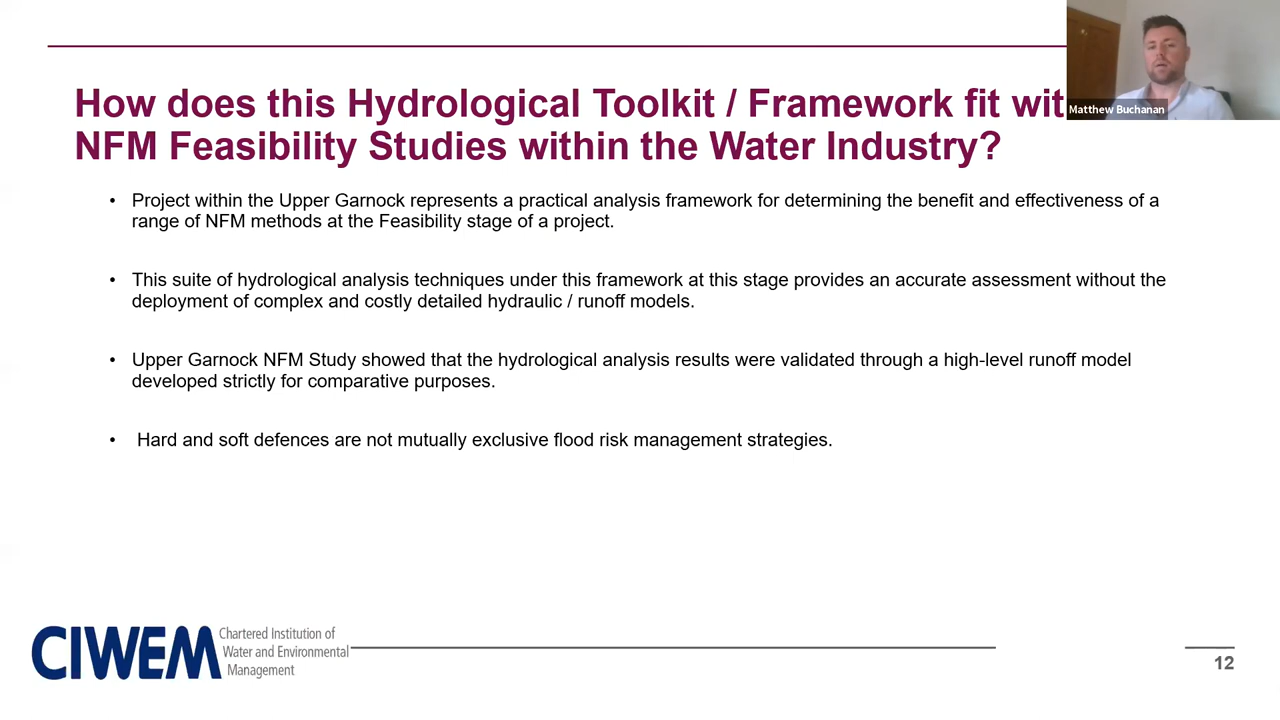 How does this Hydrological Toolkit / Framework fit wit
NFM Feasibility Studies within the Water Industry?
Matthew Buchanan
• Project within the Upper Garnock represents a practical analysis framework for determining the benefit and effectiveness of a
range of NFM methods at the Feasibility stage of a project.
• This suite of hydrological analysis techniques under this framework at this stage provides an accurate assessment without the
deployment of complex and costly detailed hydraulic / runoff models.
• Upper Garnock NFM Study showed that the hydrological analysis results were validated through a high-level runoff model
developed strictly for comparative purposes.
• Hard and soft defences are not mutually exclusive flood risk management strategies.
CIWEM
Chartered Institution of
Water and Environmental
Management
12